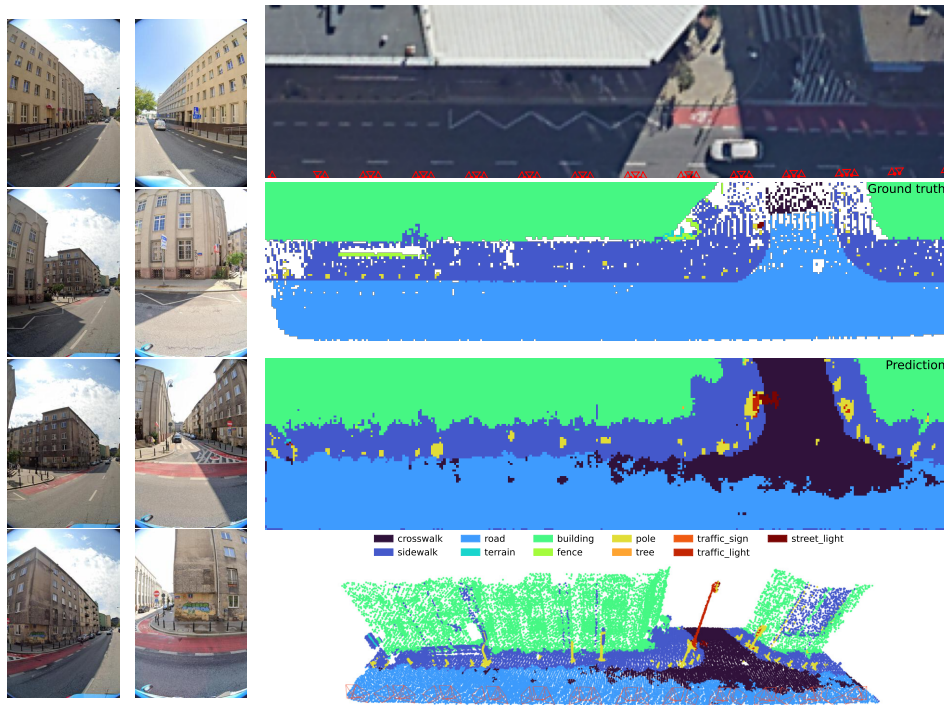 Ground truth
Prediction
crosswalk road building pole traffic_sign street_light
sidewalk terrain fence tree traffic_light